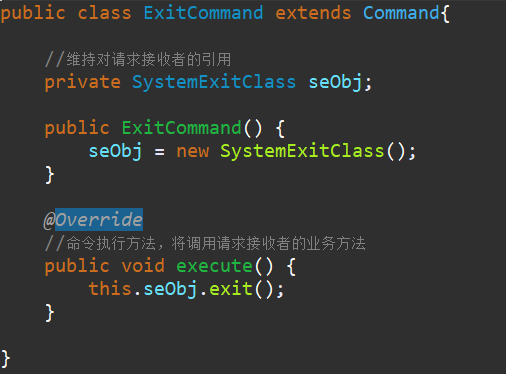 public class ExitCommand extends Command{
//维持对请求接收者的引用
private SystemExitClass seObj;
public ExitCommand() {
seObj = new SystemExitClass();
}
@Override
//命令执行方法，将调用请求接收者的业务方法
public void execute() {
this.seObj.exit();
}
}